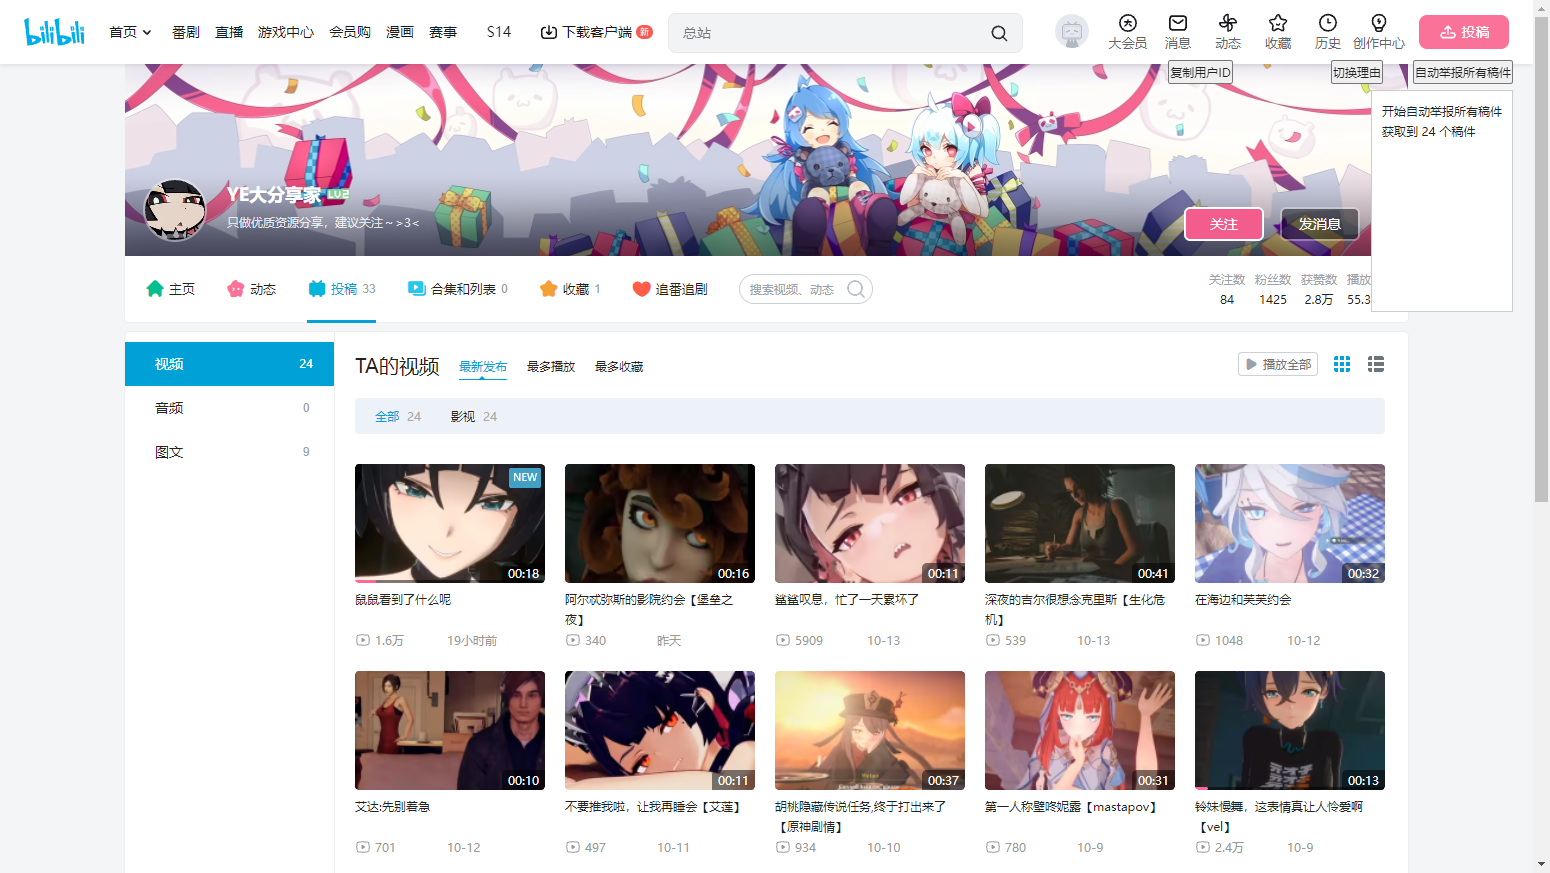 bilibili
首页 番剧 直播 游戏中心 会员购 漫画 赛事 S14 下载客户端 新
总站
大会员 消息 动态 收藏 历史 创作中心 投稿
复制用户ID 切换理由 自动举报所有稿件
开始自动举报所有稿件
获取到 24 个稿件
YE大分享家 LV2
只做优质资源分享，建议关注～>3<
关注 发消息
主页 动态 投稿 33 合集和列表 0 收藏 1 追番追剧 搜索视频、动态
关注数 粉丝数 获赞数 播放
84 1425 2.8万 55.3
视频 24
音频 0
图文 9
TA的视频 最新发布 最多播放 最多收藏 播放全部
全部 24 影视 24
NEW
00:18 00:16 00:11 00:41 00:32
鼠鼠看到了什么呢
1.6万 19小时前
阿尔忒弥斯的影院约会【堡垒之
夜】
340 昨天
鲨鲨叹息，忙了一天累坏了
5909 10-13
深夜的吉尔很想念克里斯【生化危
机】
539 10-13
在海边和芙芙约会
1048 10-12
00:10 00:11 00:37 00:31 00:13
艾达:先别着急
701 10-12
不要推我啦，让我再睡会【艾莲】
497 10-11
胡桃隐藏传说任务,终于打出来了
【原神剧情】
934 10-10
第一人称壁咚妮露【mastapov】
780 10-9
铃妹慢舞，这表情真让人怜爱啊
【vel】
2.4万 10-9